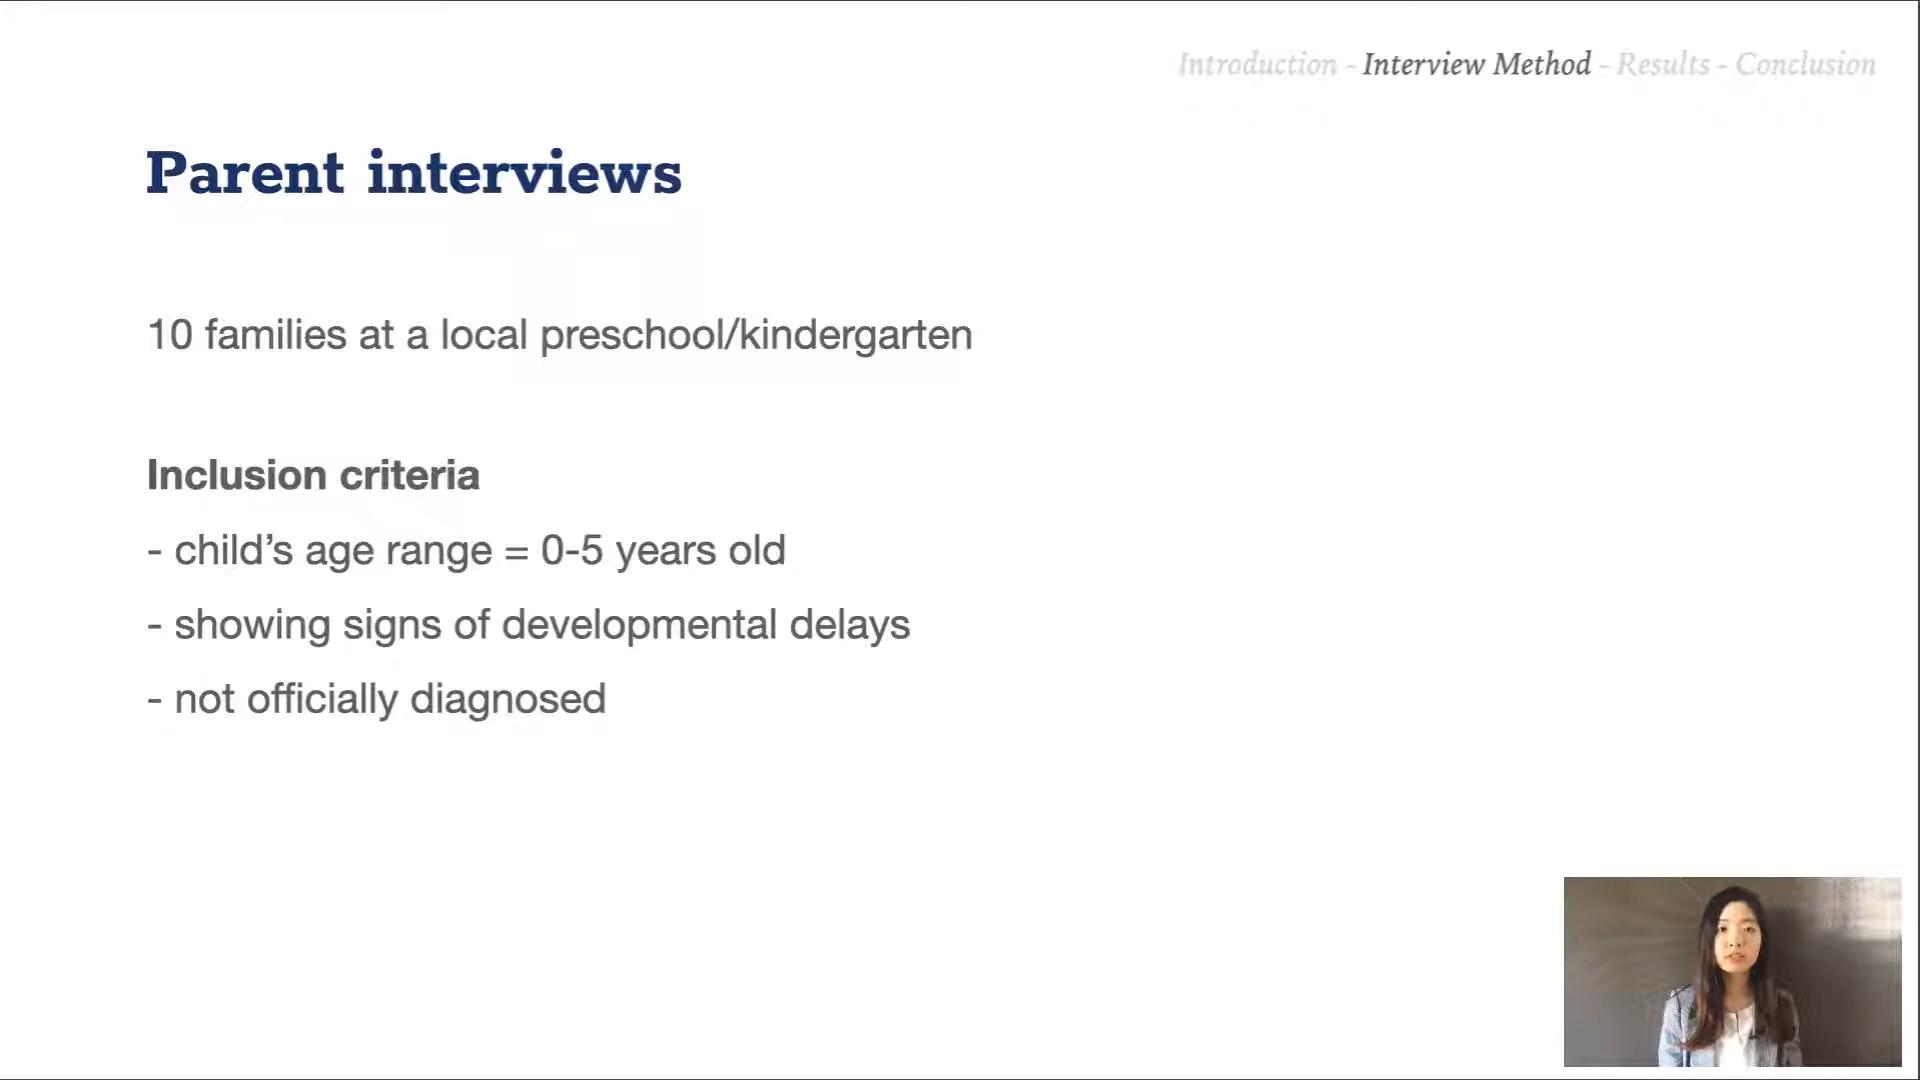 Introduction - Interview Method - Results - Conclusion
Parent interviews
10 families at a local preschool/kindergarten
Inclusion criteria
- child’s age range = 0-5 years old
- showing signs of developmental delays
- not officially diagnosed